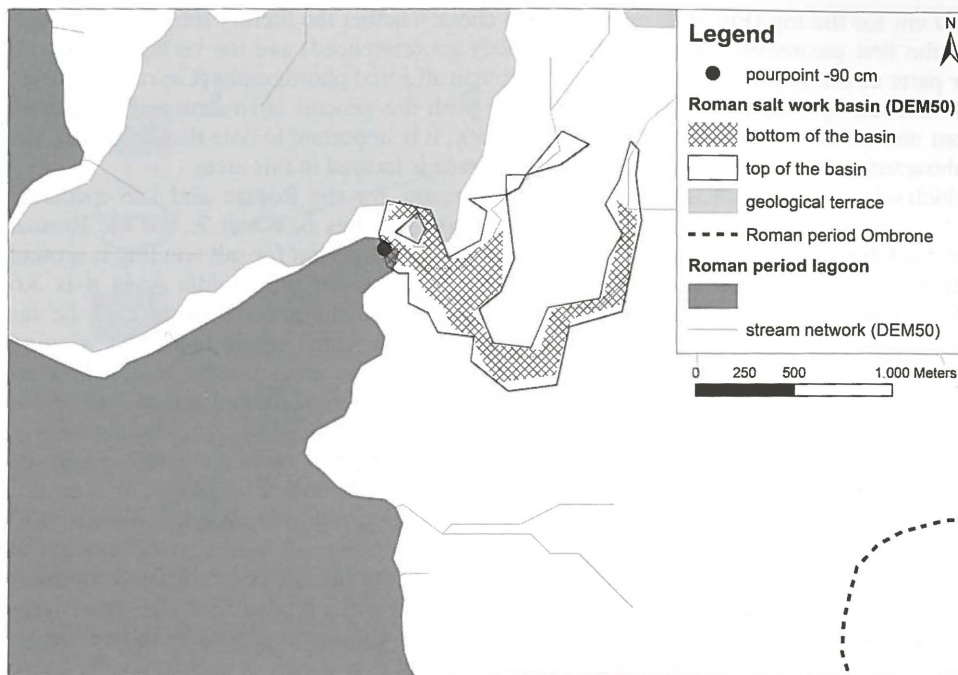 N
Legend
pourpoint -90 cm
Roman salt work basin (DEM50)
bottom of the basin
top of the basin
geological terrace
Roman period Ombrone
Roman period lagoon
stream network (DEM50)
0 250 500 1.000 Meters